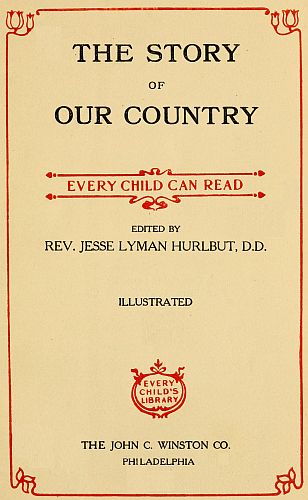 THE STORY
OF
OUR COUNTRY
EVERY CHILD CAN READ
EDITED BY
REV. JESSE LYMAN HURLBUT, D.D.
ILLUSTRATED
EVERY
CHILD'S
LIBRARY
THE JOHN C. WINSTON CO.
PHILADELPHIA